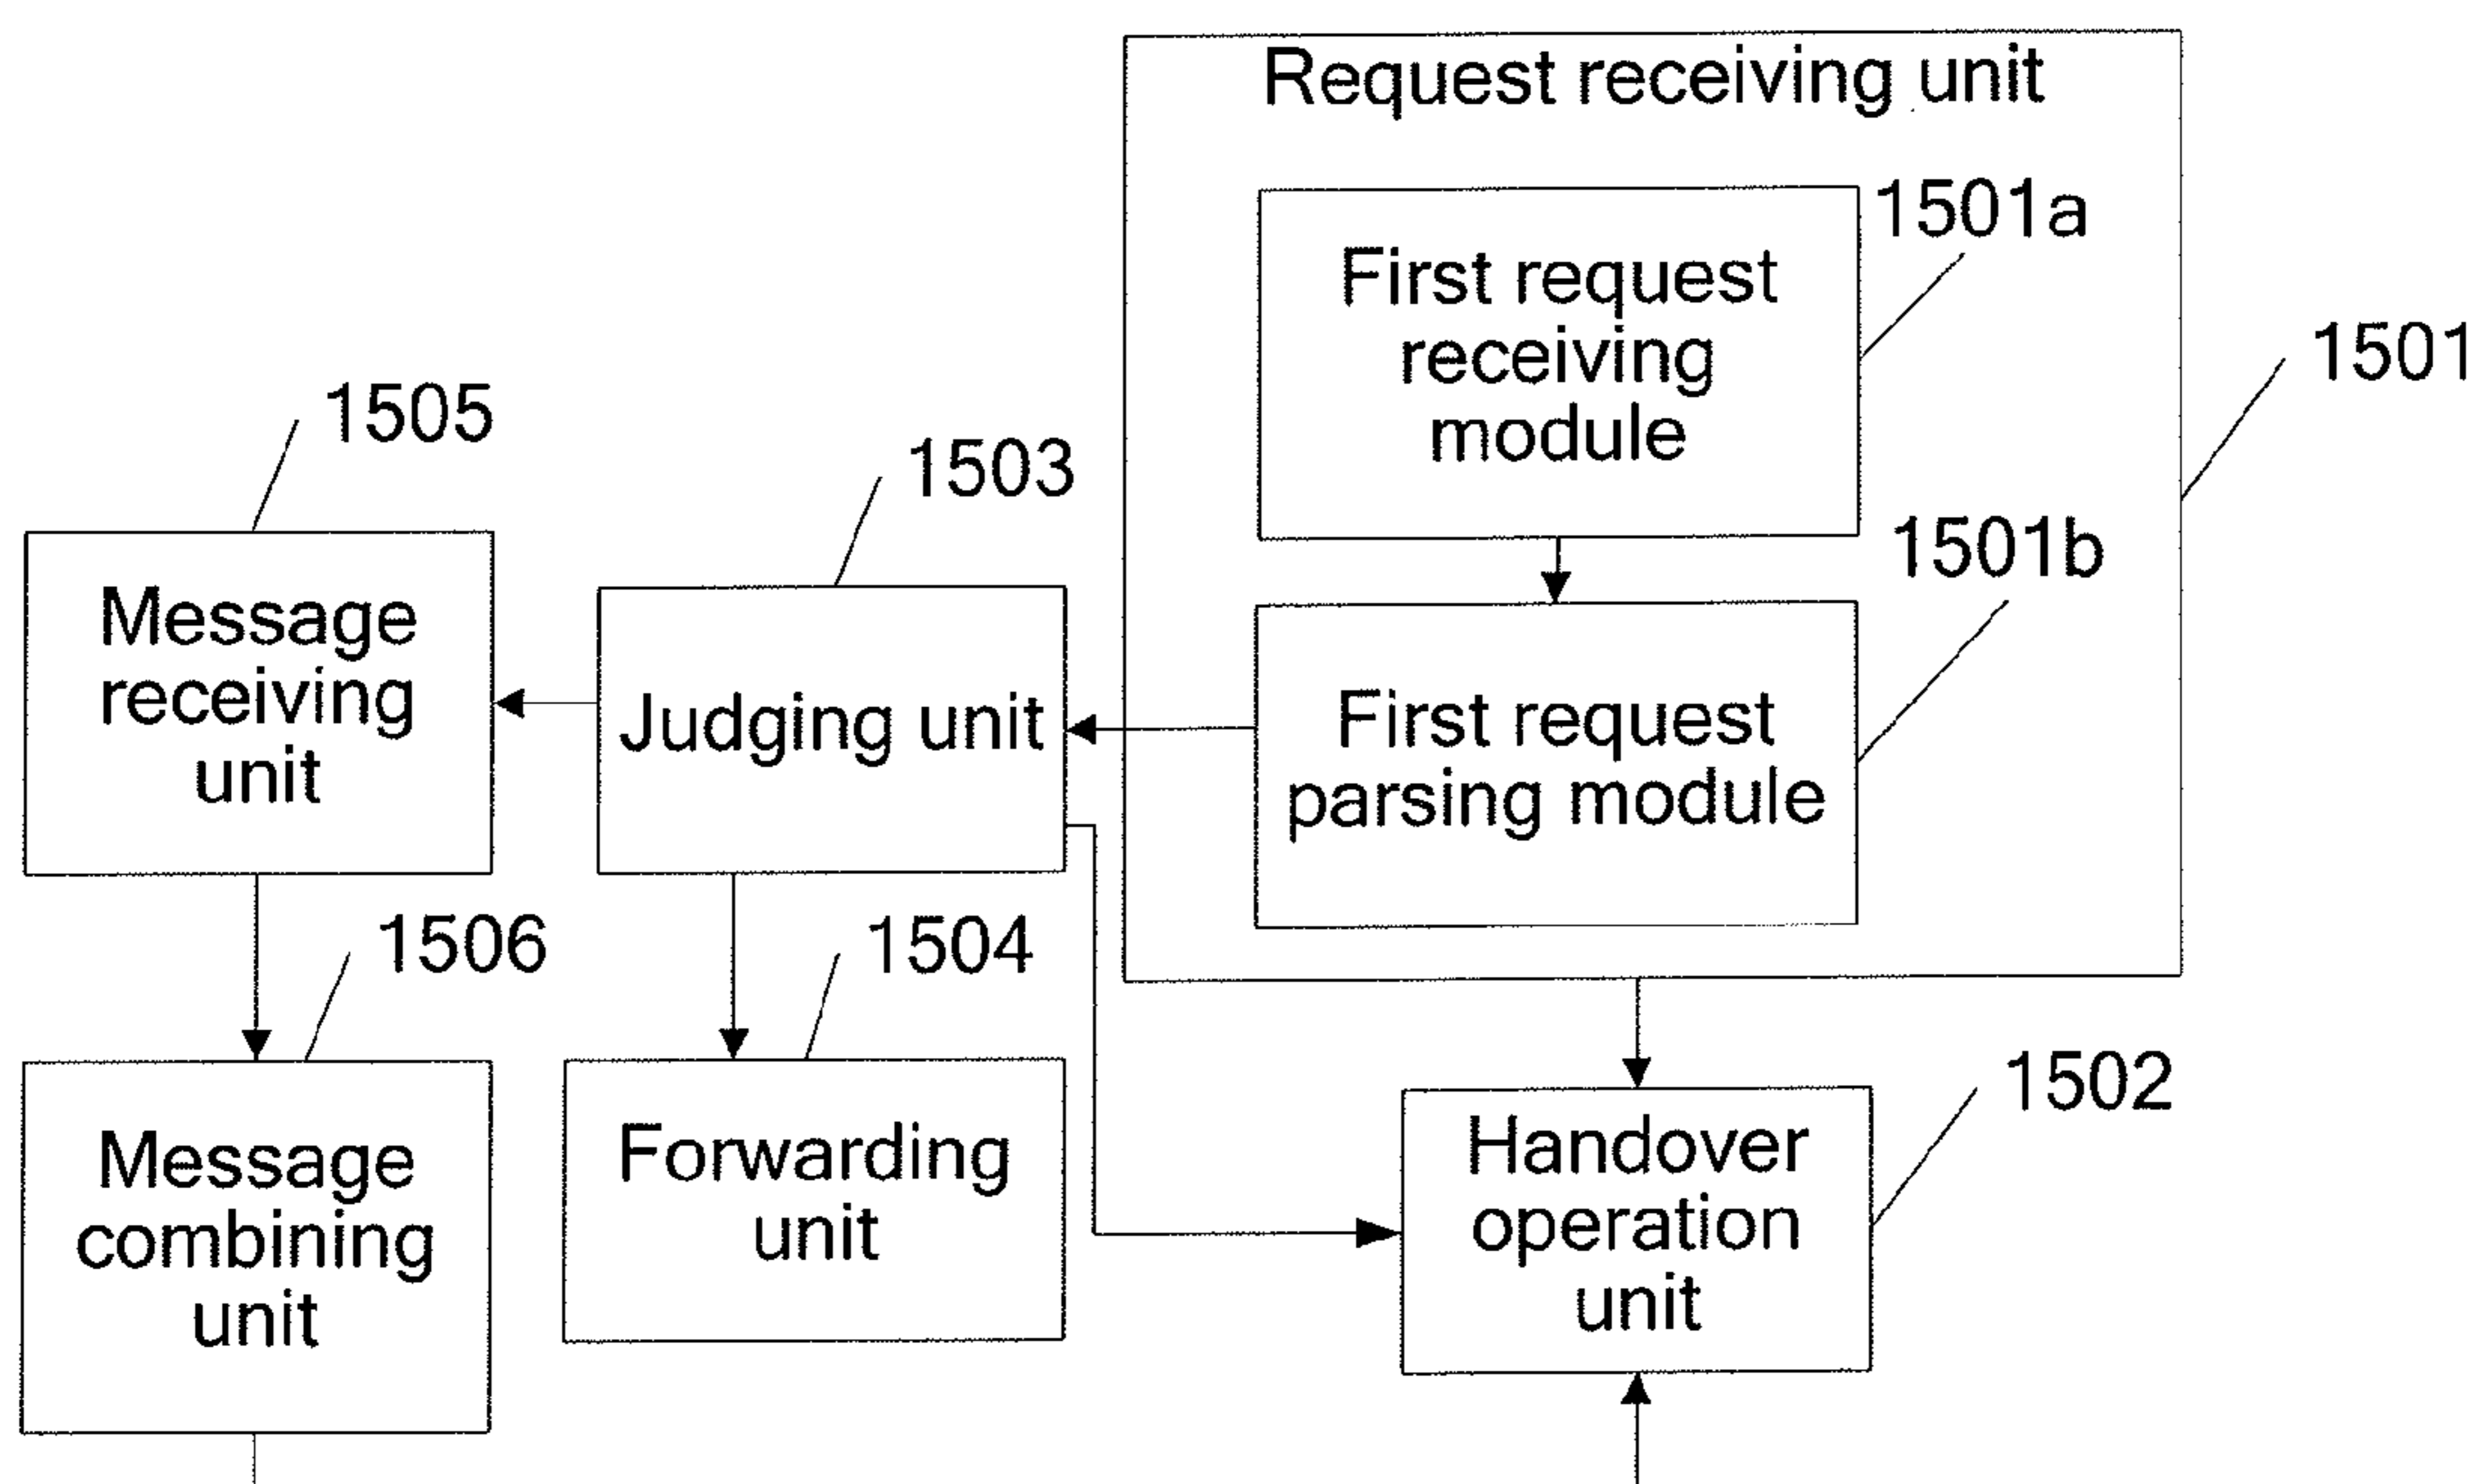 Request receiving unit
1501a
First request
receiving
module
1501
1505
1503
1501b
Message
receiving
unit
Judging unit
First request
parsing module
1506
1504
1502
Message
combining
unit
Forwarding
unit
Handover
operation
unit